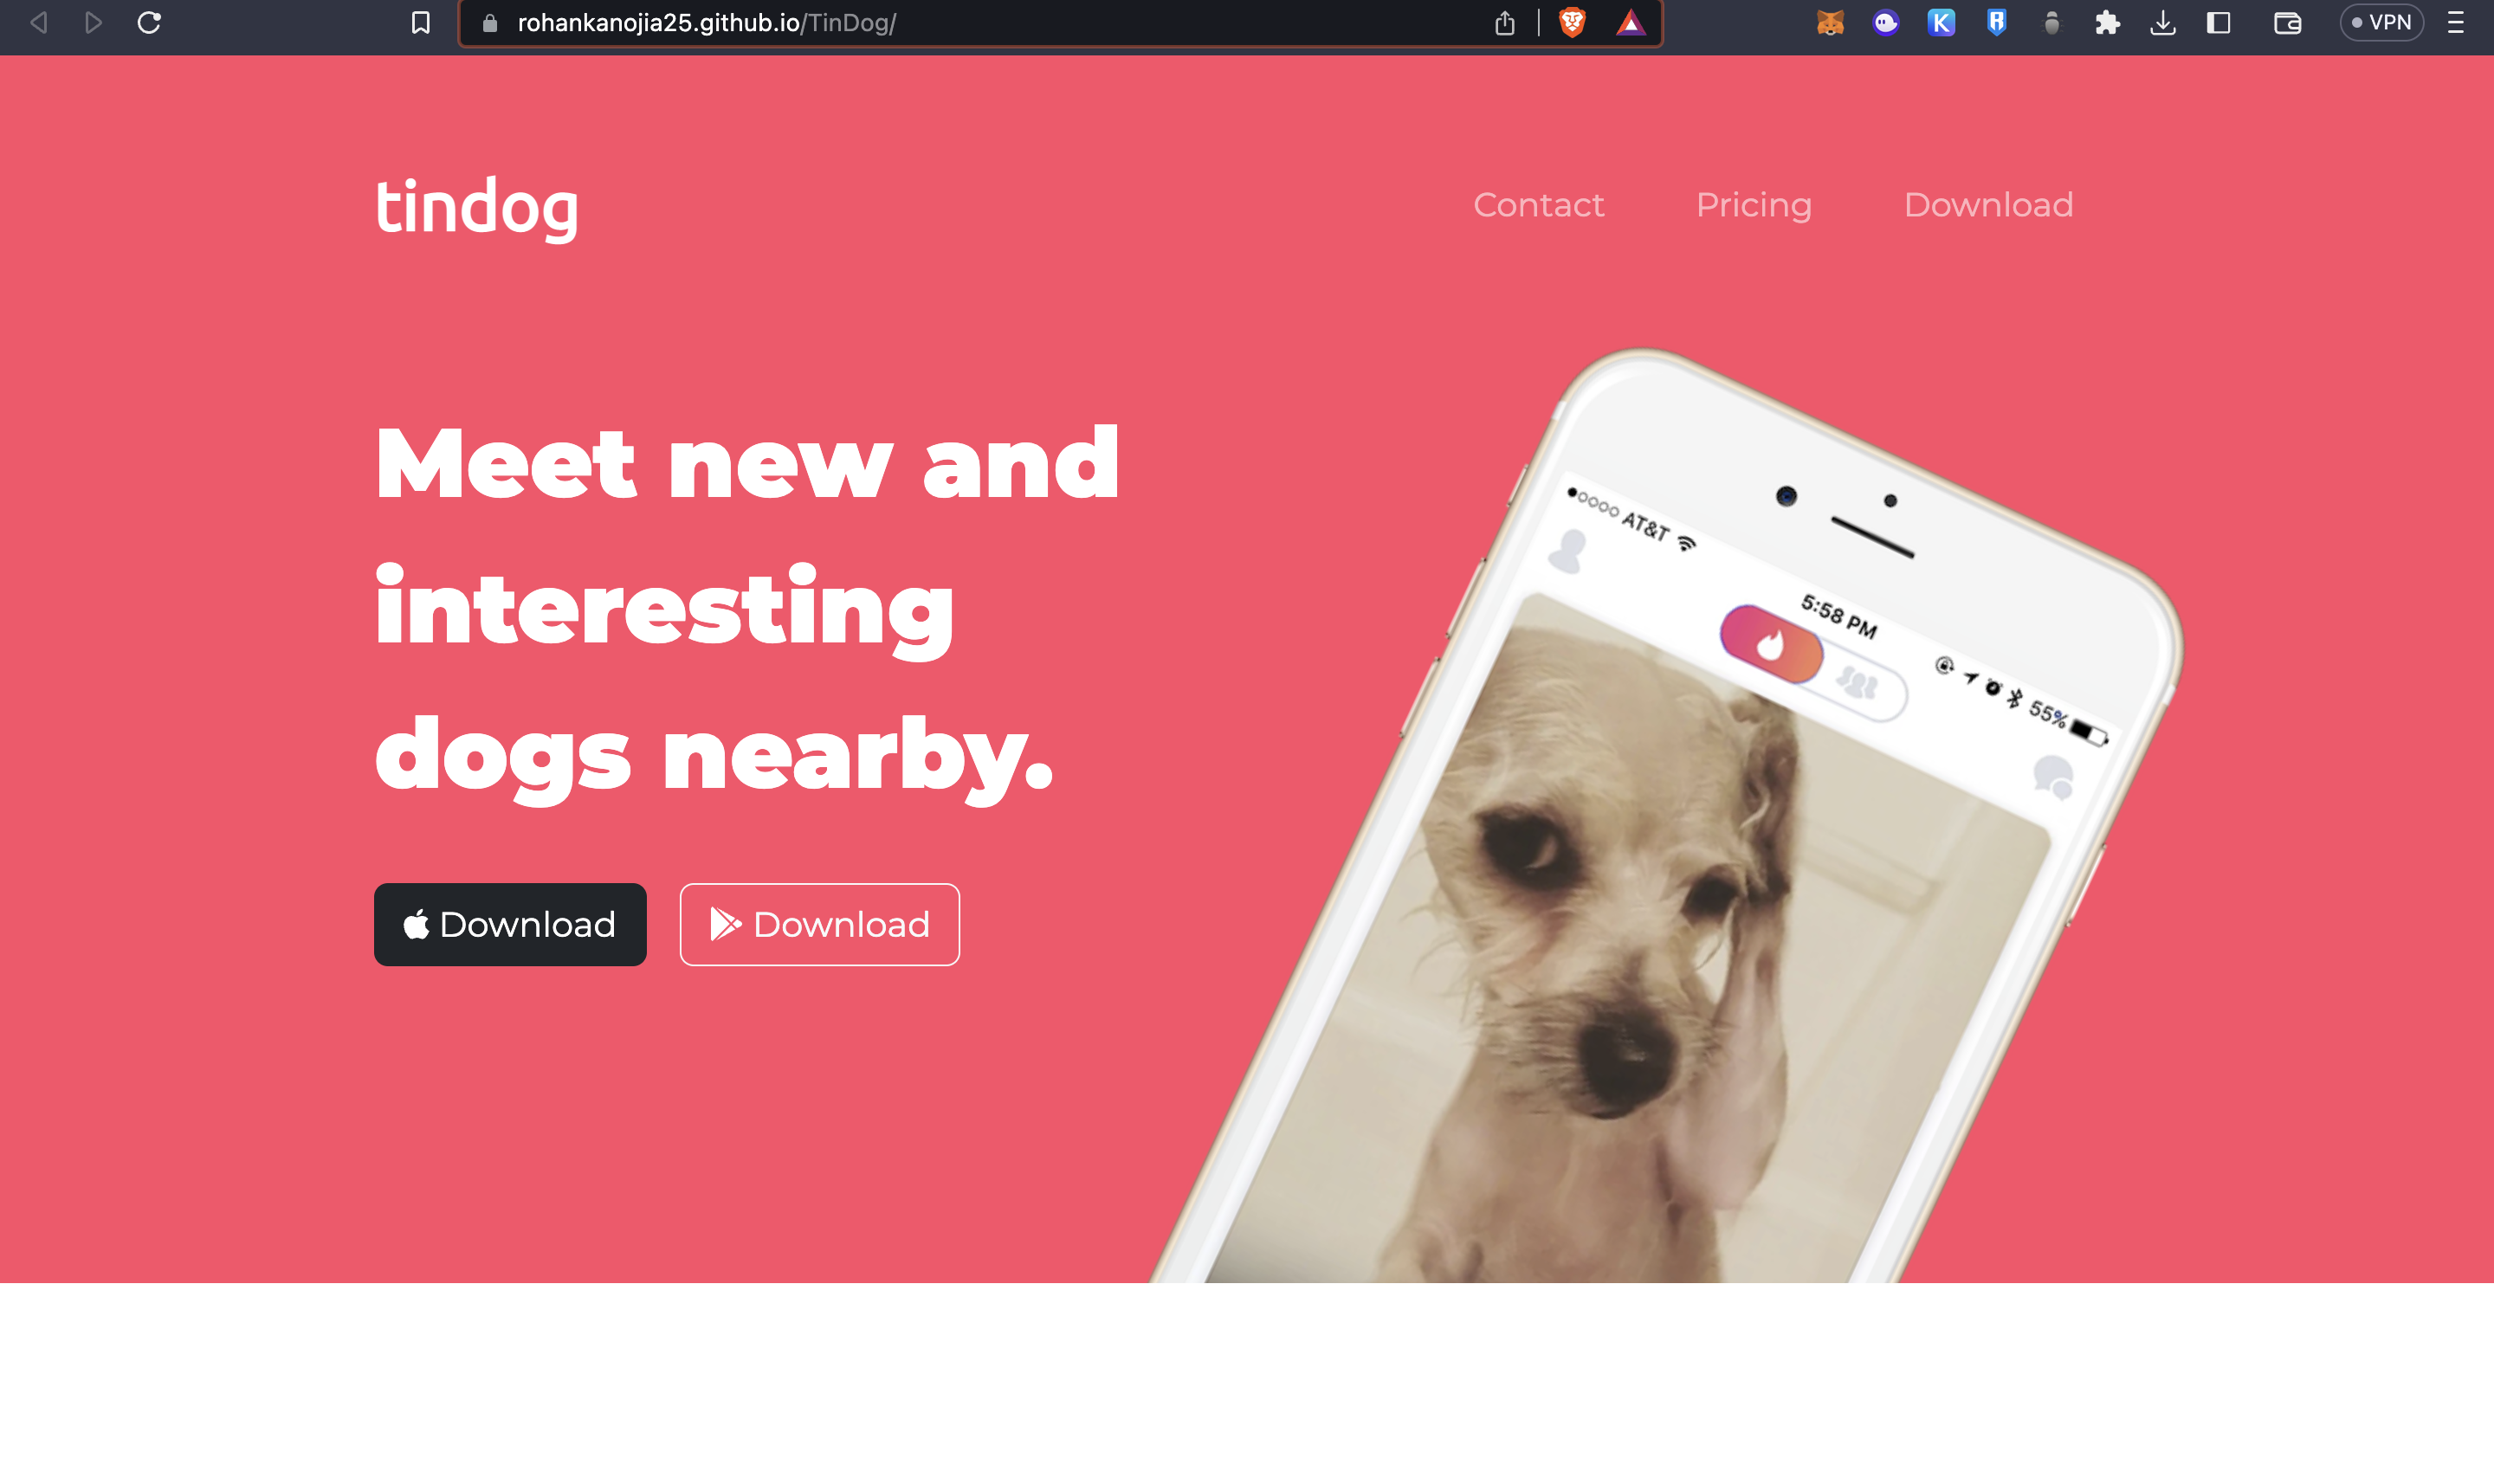 rohankanojia25.github.io/TinDog/
VPN
tindog
Contact Pricing Download
Meet new and
interesting
dogs nearby.
Download Download
AT&T
5:58 PM
55%